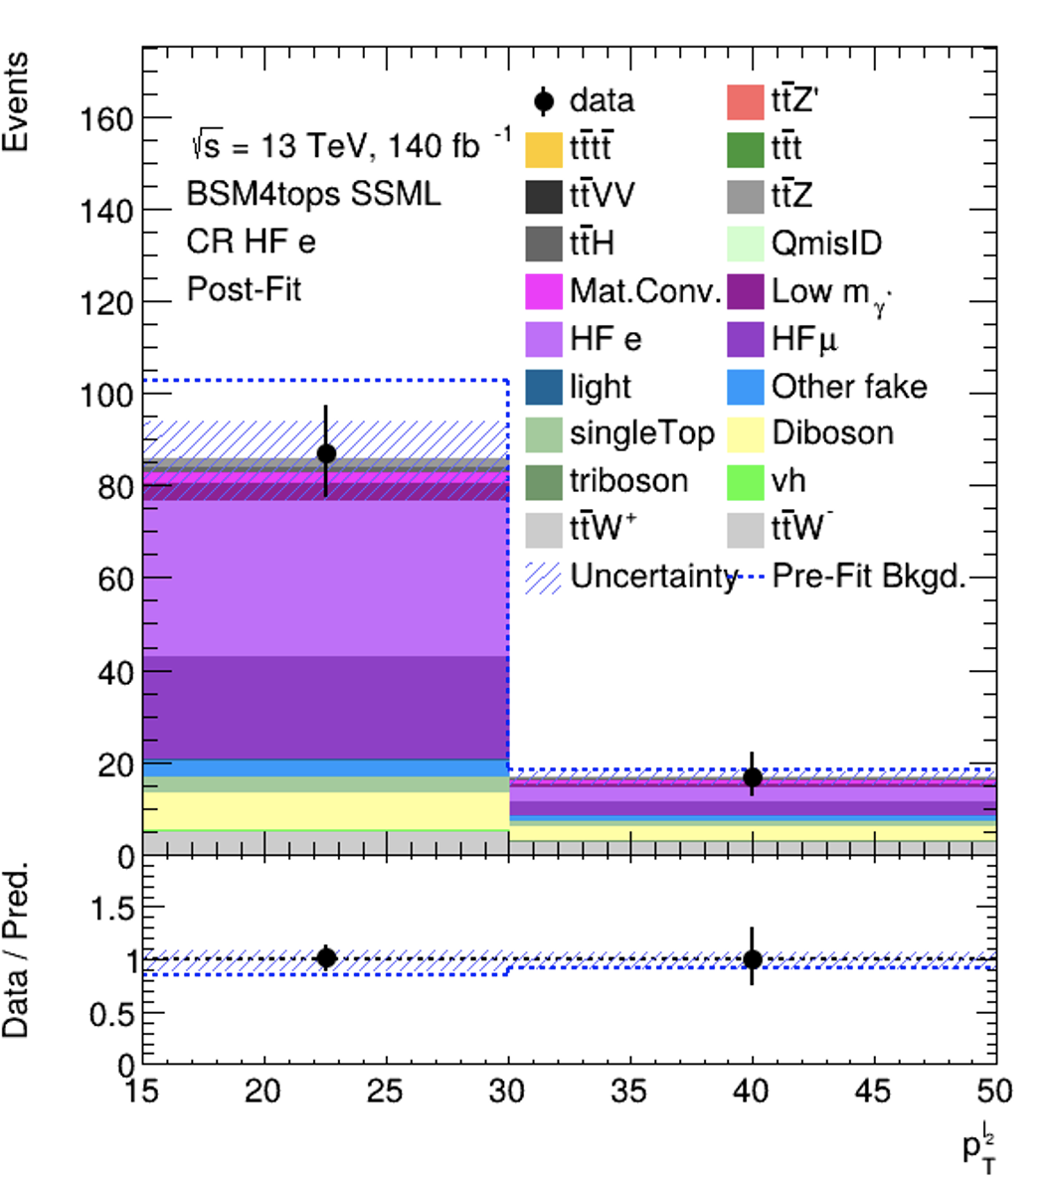 Events
160
140
120
100
80
60
40
20
0
√s = 13 TeV, 140 fb⁻¹
BSM4tops SSML
CR HF e
Post-Fit
data
tt̄Z'
tt̄tt̄
tt̄t
tt̄VV
tt̄Z
tt̄H
QmisID
Mat.Conv.
Low m_γ*
HF e
HFμ
light
Other fake
singleTop
Diboson
triboson
vh
tt̄W⁺
tt̄W⁻
Uncertainty
Pre-Fit Bkgd.
Data / Pred.
1.5
1
0.5
0
15 20 25 30 35 40 45 50
p_T^l₂